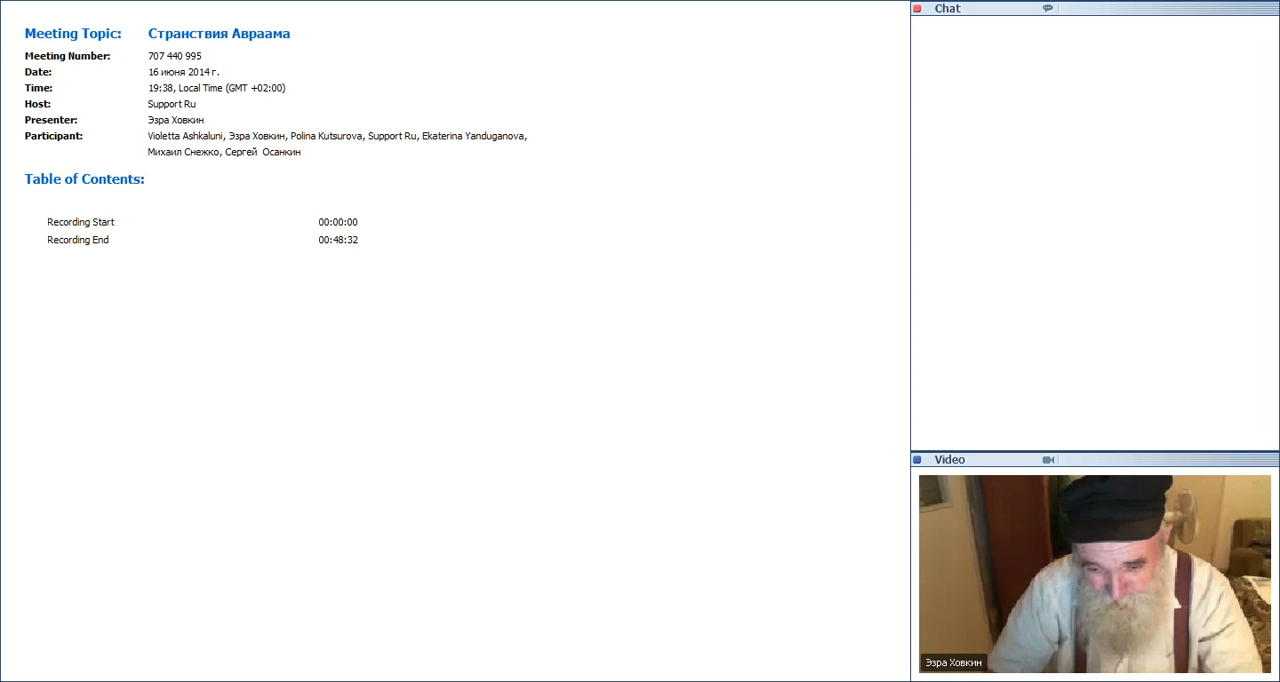 Meeting Topic: Странствия Авраама
Meeting Number: 707 440 995
Date: 16 июня 2014 г.
Time: 19:38, Local Time (GMT +02:00)
Host: Support Ru
Presenter: Эзра Ховкин
Participant: Violetta Ashkaluni, Эзра Ховкин, Polina Kutsurova, Support Ru, Ekaterina Yanduganova,
Михаил Снежко, Сергей Осанкин
Table of Contents:
Recording Start 00:00:00
Recording End 00:48:32
Chat
Video
Эзра Ховкин